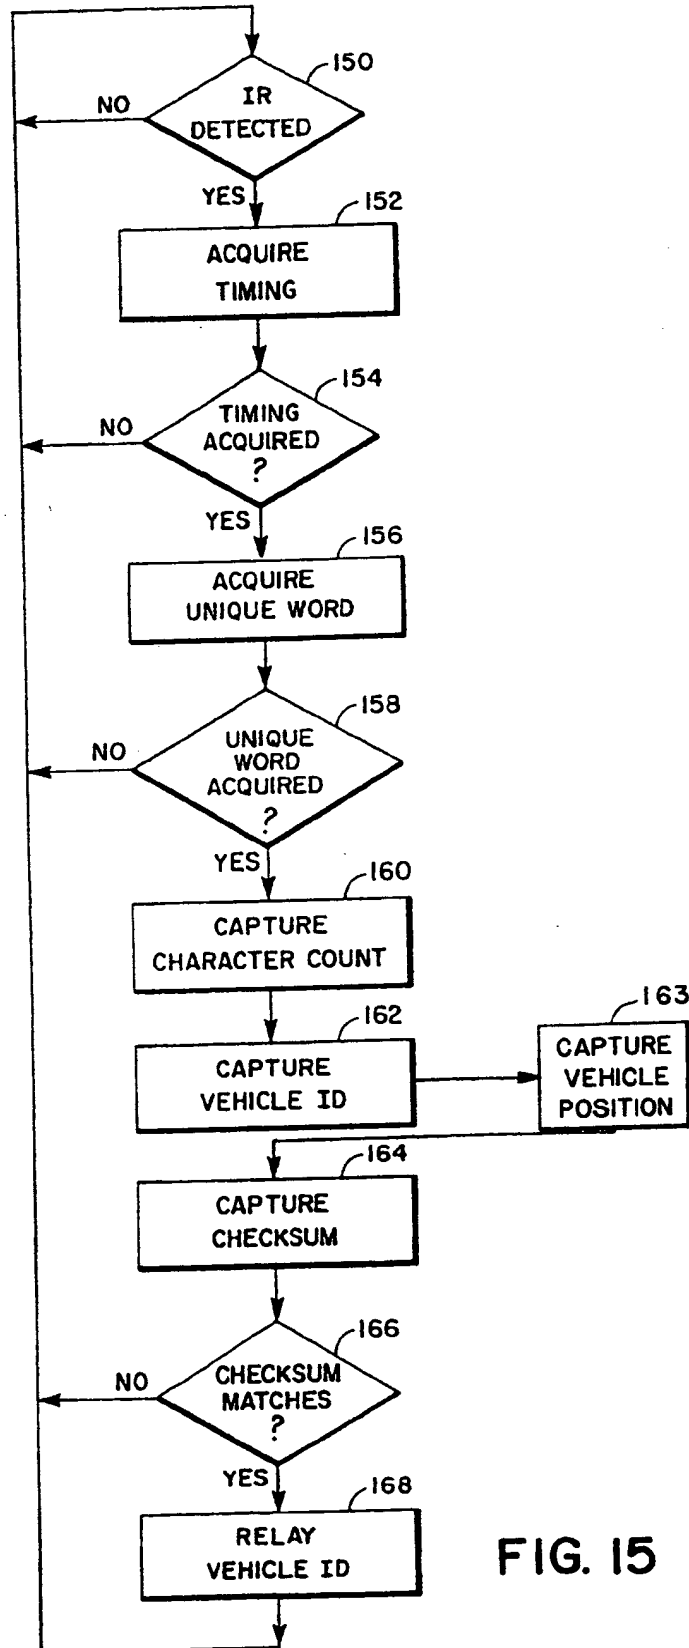 150
IR
DETECTED
NO
YES
152
ACQUIRE
TIMING
154
TIMING
ACQUIRED
?
NO
YES
156
ACQUIRE
UNIQUE WORD
158
UNIQUE
WORD
ACQUIRED
?
NO
YES
160
CAPTURE
CHARACTER COUNT
162
CAPTURE
VEHICLE ID
163
CAPTURE
VEHICLE
POSITION
164
CAPTURE
CHECKSUM
166
CHECKSUM
MATCHES
?
NO
YES
168
RELAY
VEHICLE ID
FIG. 15